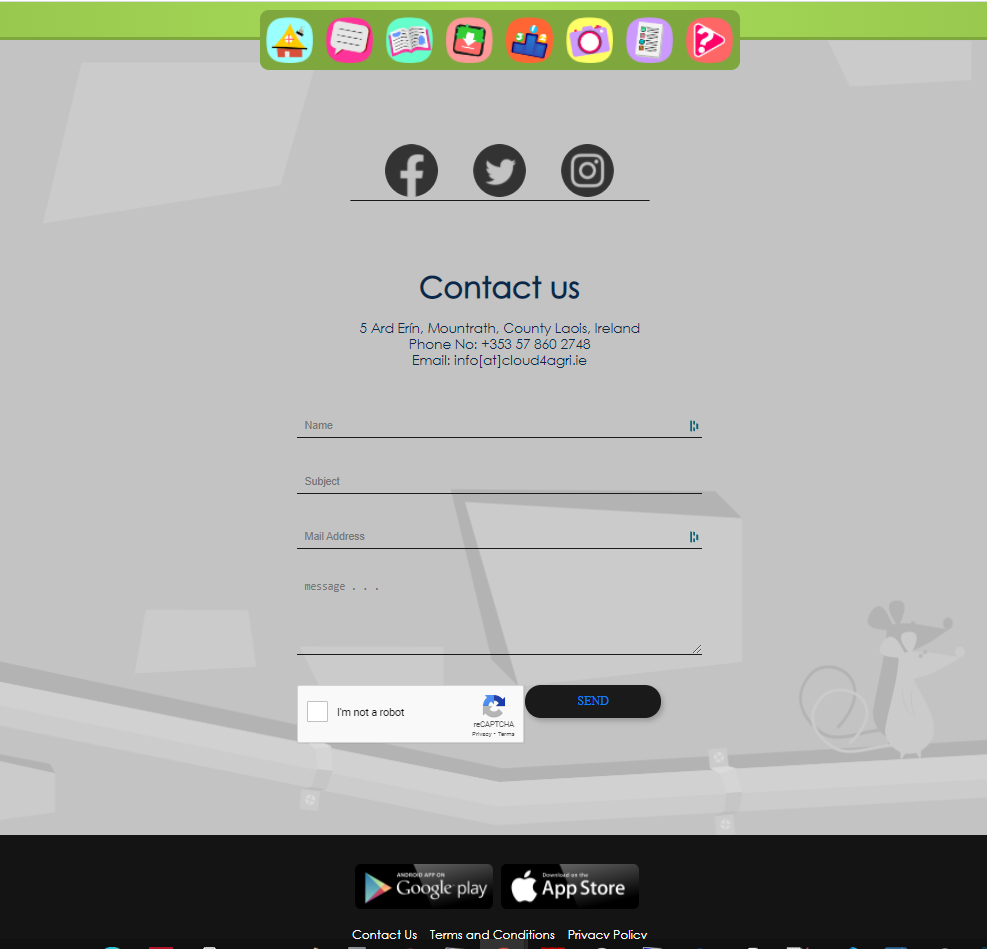 Contact us
5 Ard Erín, Mountrath, County Laois, Ireland
Phone No: +353 57 860 2748
Email: info[at]cloud4agri.ie
Name
Subject
Mail Address
message . . .
I'm not a robot
reCAPTCHA
Privacy - Terms
SEND
ANDROID APP ON
Google play
Download on the
App Store
Contact Us Terms and Conditions Privacy Policy